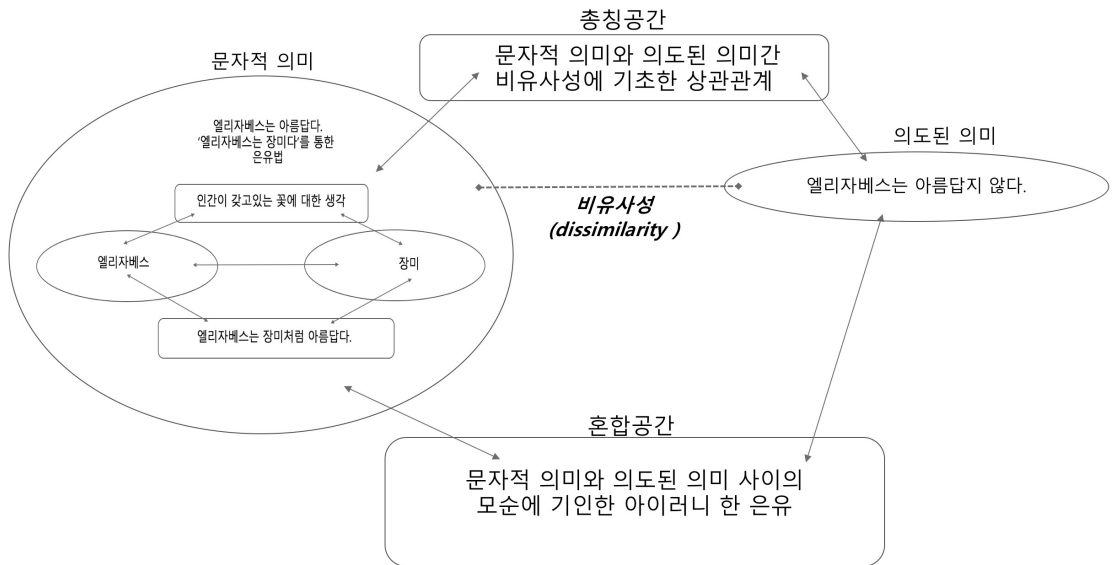 총칭공간
문자적 의미와 의도된 의미간
비유사성에 기초한 상관관계
문자적 의미
엘리자베스는 아름답다.
'엘리자베스는 장미다'를 통한
은유법
인간이 갖고있는 꽃에 대한 생각
엘리자베스
장미
엘리자베스는 장미처럼 아름답다.
의도된 의미
엘리자베스는 아름답지 않다.
비유사성
(dissimilarity )
혼합공간
문자적 의미와 의도된 의미 사이의
모순에 기인한 아이러니 한 은유